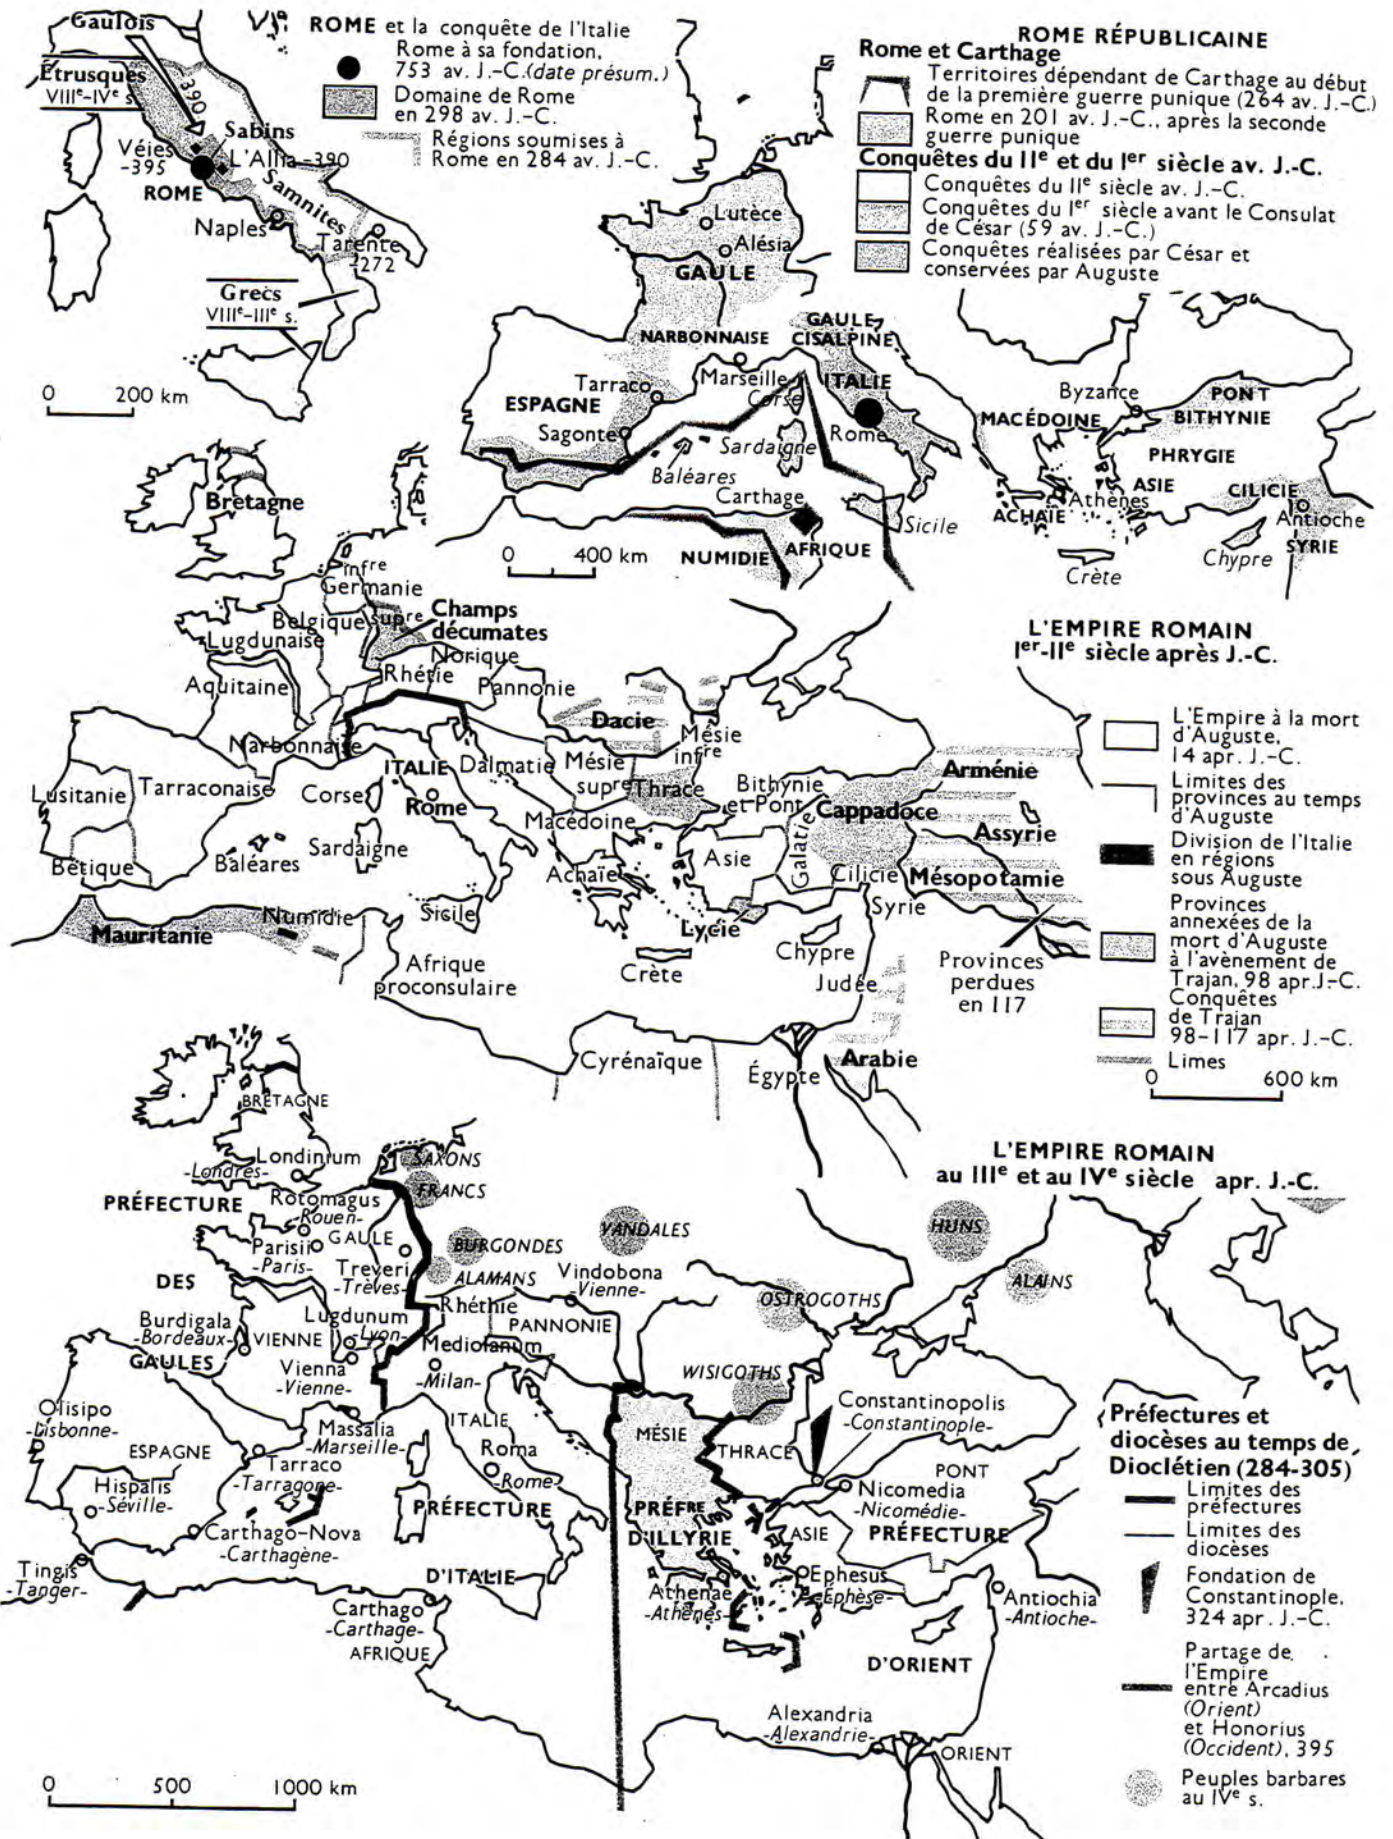 ROME et la conquête de l'Italie
Rome à sa fondation,
753 av. J.-C.(date présum.)
Domaine de Rome
en 298 av. J.-C.
Régions soumises à
Rome en 284 av. J.-C.
Gaulois
Étrusques
VIIIe-IVe s.
390
Sabins
Véies
-395
L'Allia -390
ROME
Samnites
Naples
Tarente
-272
Grecs
VIIIe-IIIe s.
0 200 km
ROME RÉPUBLICAINE
Rome et Carthage
Territoires dépendant de Carthage au début
de la première guerre punique (264 av. J.-C.)
Rome en 201 av. J.-C., après la seconde
guerre punique
Conquêtes du IIe et du Ier siècle av. J.-C.
Conquêtes du IIe siècle av. J.-C.
Conquêtes du Ier siècle avant le Consulat
de César (59 av. J.-C.)
Conquêtes réalisées par César et
conservées par Auguste
Lutèce
Alésia
GAULE
NARBONNAISE
GAULE
CISALPINE
Marseille
Corse
ITALIE
Tarraco
ESPAGNE
Sagonte
Rome
Sardaigne
Baléares
Carthage
Sicile
NUMIDIE
AFRIQUE
Byzance
PONT
BITHYNIE
MACÉDOINE
PHRYGIE
ASIE
Athènes
ACHAÏE
CILICIE
Antioche
SYRIE
Chypre
Crète
0 400 km
L'EMPIRE ROMAIN
Ier-IIe siècle après J.-C.
L'Empire à la mort
d'Auguste,
14 apr. J.-C.
Limites des
provinces au temps
d'Auguste
Division de l'Italie
en régions
sous Auguste
Provinces
annexées de la
mort d'Auguste
à l'avènement de
Trajan, 98 apr.J-C.
Conquêtes
de Trajan
98-117 apr. J.-C.
Limes
0 600 km
Bretagne
infre
Germanie
supre
Champs
décumates
Belgique
Lugdunaise
Norique
Rhétie
Aquitaine
Pannonie
Dacie
Mésie
infre
Narbonnaise
ITALIE
Dalmatie
Mésie
supre
Thrace
Bithynie
et Pont
Arménie
Cappadoce
Lusitanie
Tarraconaise
Corse
Rome
Macédoine
Assyrie
Bétique
Baléares
Sardaigne
Achaïe
Asie
Galatie
Cilicie
Mésopotamie
Syrie
Mauritanie
Numidie
Sicile
Lycie
Chypre
Crète
Judée
Provinces
perdues
en 117
Afrique
proconsulaire
Cyrénaïque
Égypte
Arabie
L'EMPIRE ROMAIN
au IIIe et au IVe siècle apr. J.-C.
BRETAGNE
Londinium
-Londres-
SAXONS
FRANCS
PRÉFECTURE
Rotomagus
-Rouen-
GAULE
Parisii
-Paris-
Treveri
-Trèves-
BURGONDES
ALAMANS
VANDALES
HUNS
ALAINS
OSTROGOTHS
WISIGOTHS
DES
Vindobona
-Vienne-
Rhéthie
PANNONIE
Burdigala
-Bordeaux-
VIENNE
Lugdunum
-Lyon-
Mediolanum
-Milan-
GAULES
Vienna
-Vienne-
Olisipo
-Lisbonne-
ESPAGNE
Massalia
-Marseille-
ITALIE
Roma
-Rome-
Tarraco
-Tarragone-
Hispalis
-Séville-
Carthago-Nova
-Carthagène-
PRÉFECTURE
D'ITALIE
Tingis
-Tanger-
Carthago
-Carthage-
AFRIQUE
MÉSIE
THRACE
PRÉFRE
D'ILLYRIE
Constantinopolis
-Constantinople-
PONT
Nicomedia
-Nicomédie-
ASIE
PRÉFECTURE
Athenae
-Athènes-
Ephesus
-Éphèse-
Antiochia
-Antioche-
D'ORIENT
Alexandria
-Alexandrie-
ORIENT
0 500 1000 km
Préfectures et
diocèses au temps de
Dioclétien (284-305)
Limites des
préfectures
Limites des
diocèses
Fondation de
Constantinople,
324 apr. J.-C.
Partage de
l'Empire
entre Arcadius
(Orient)
et Honorius
(Occident), 395
Peuples barbares
au IVe s.